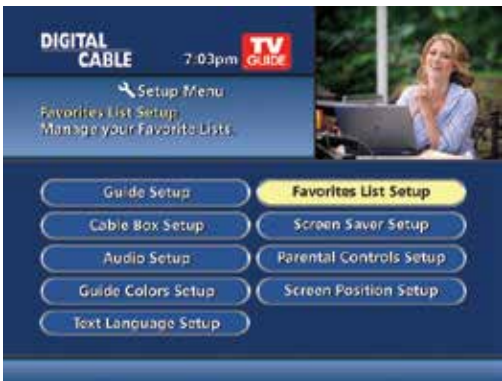 DIGITAL
CABLE
7:03pm
TV
GUIDE
Setup Menu
Favorites List Setup
Manage your Favorite Lists.
Guide Setup
Favorites List Setup
Cable Box Setup
Screen Saver Setup
Audio Setup
Parental Controls Setup
Guide Colors Setup
Screen Position Setup
Text Language Setup